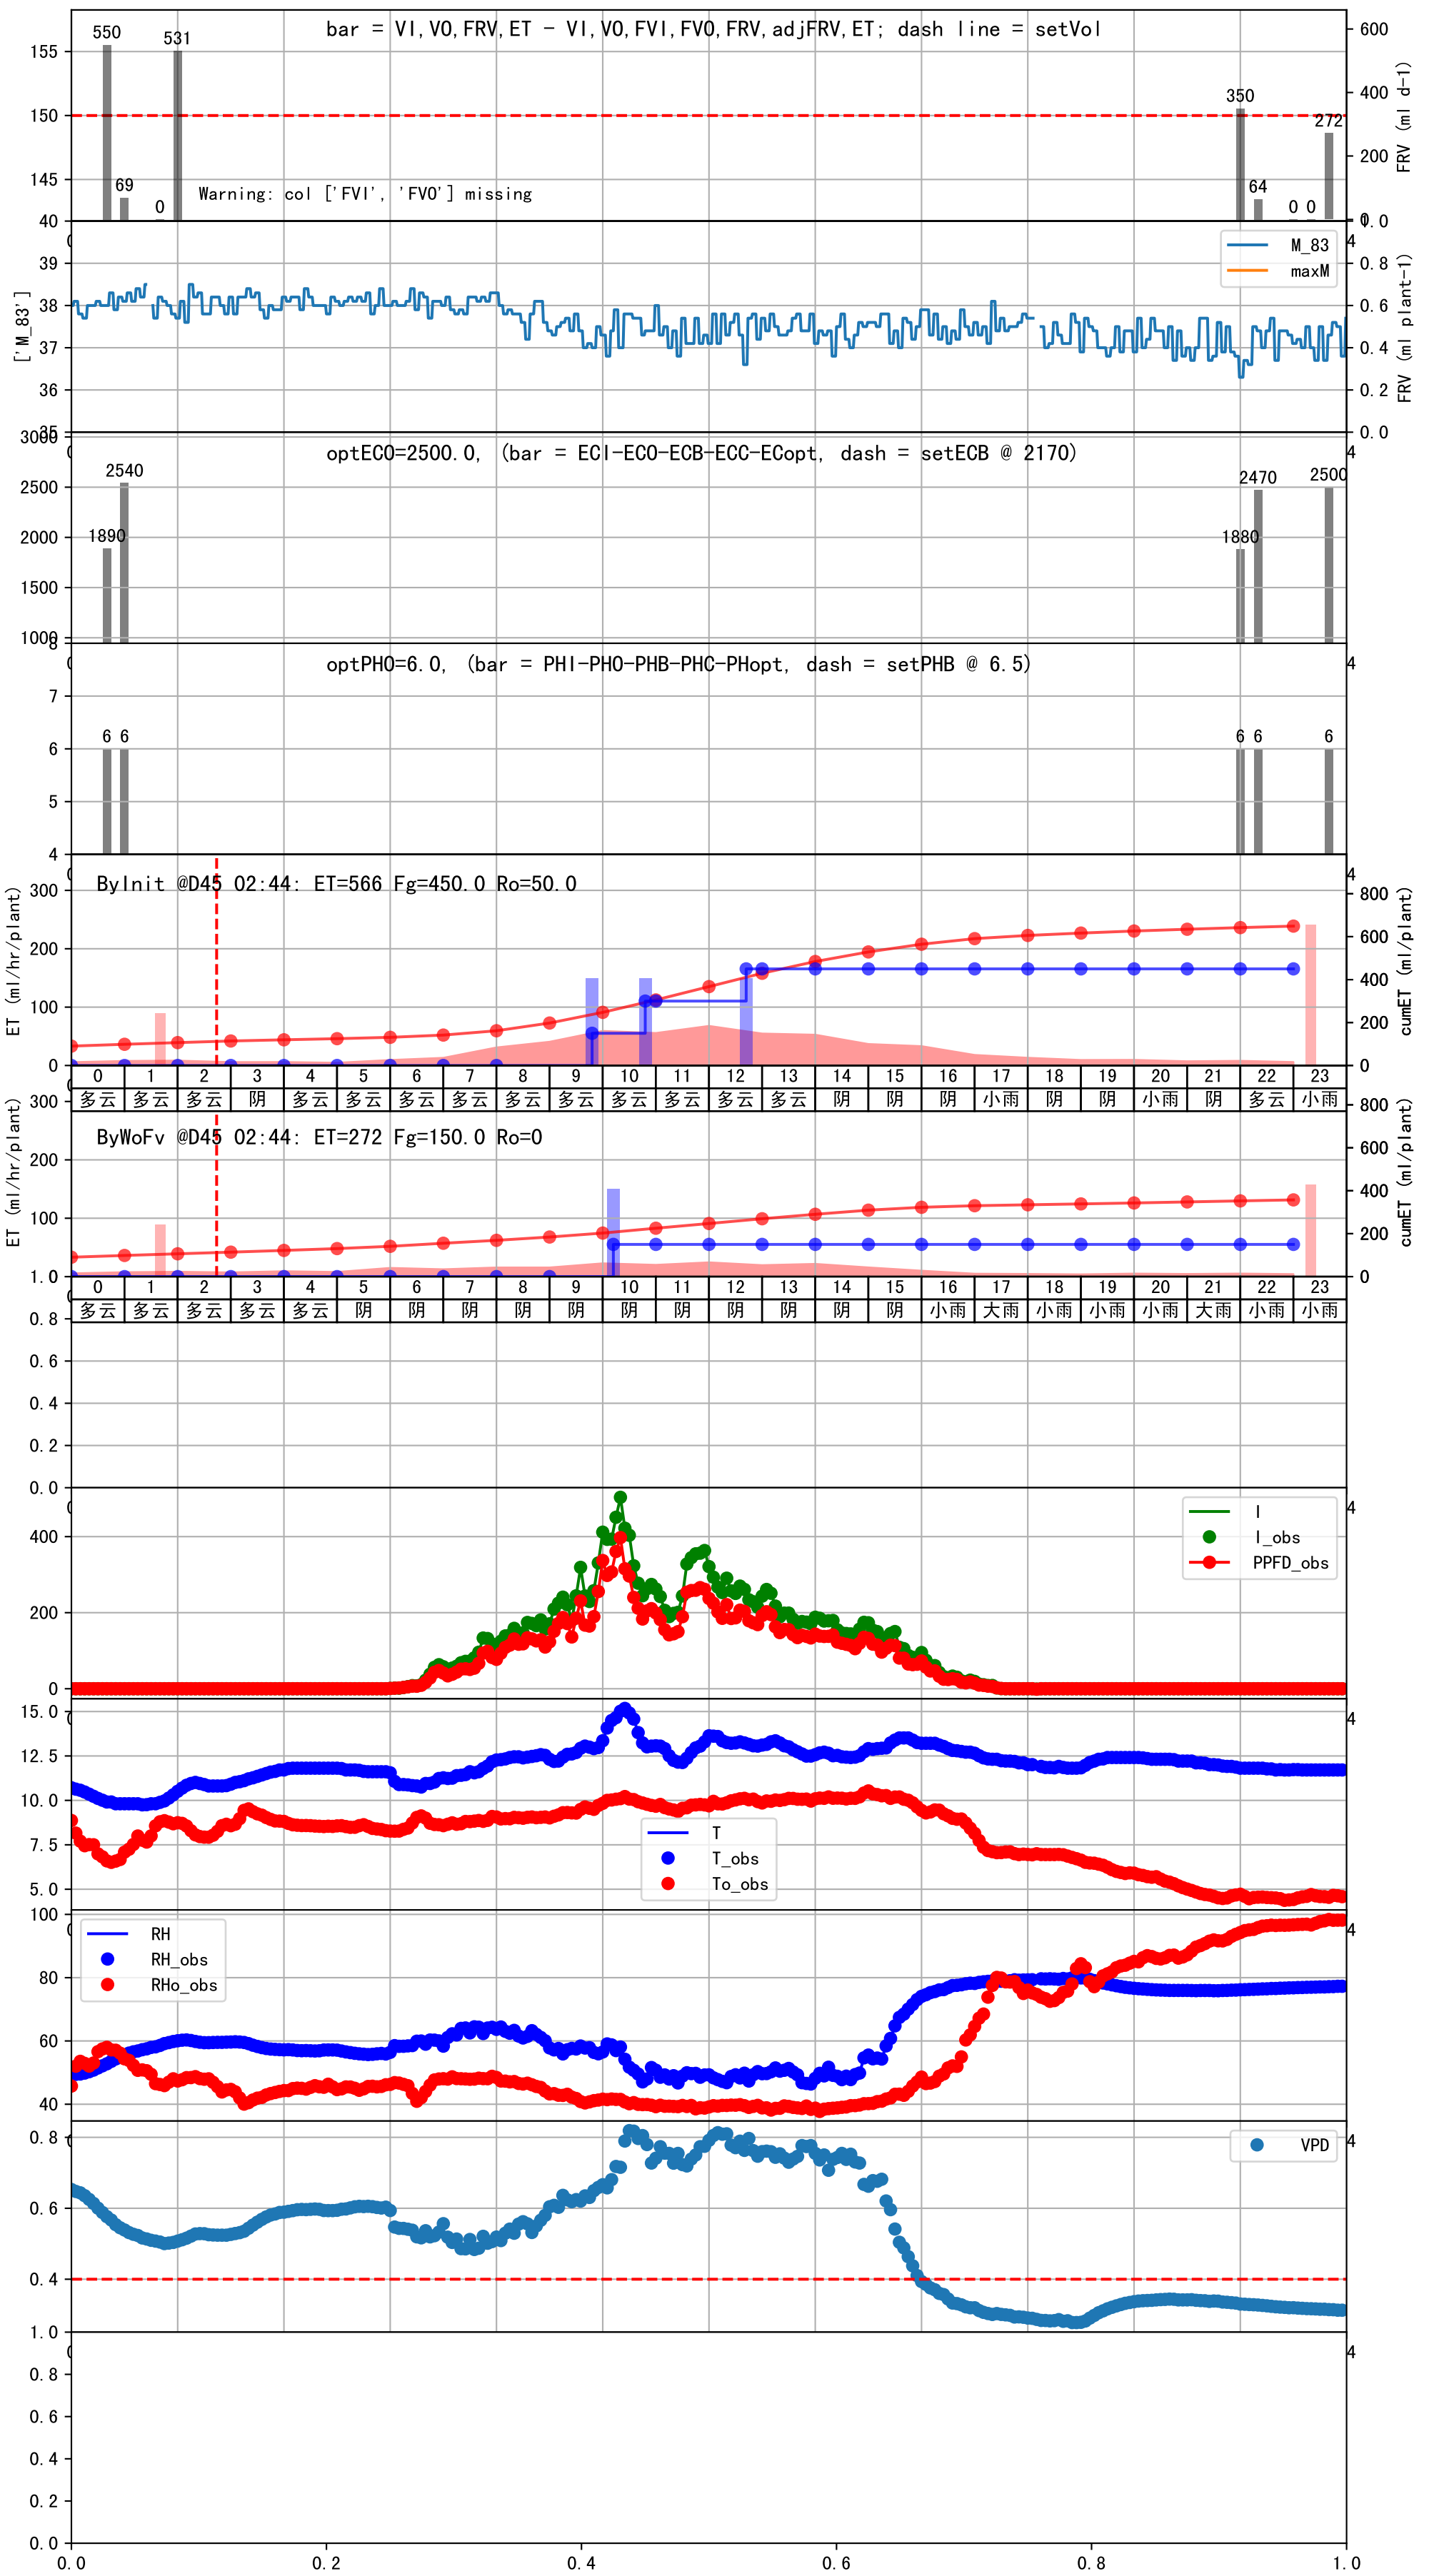 bar = VI,VO,FRV,ET - VI,VO,FVI,FVO,FRV,adjFRV,ET; dash line = setVol
550
69
0
531
350
64
0 0
272
155
150
145
600
400
200
0
FRV (ml d-1)
Warning: col ['FVI', 'FVO'] missing
40
39
38
37
36
35
['M_83']
M_83
maxM
1.0
0.8
0.6
0.4
0.2
0.0
FRV (ml plant-1)
optECO=2500.0, (bar = ECI-ECO-ECB-ECC-ECopt, dash = setECB @ 2170)
3000
2500
2000
1500
1000
1890
2540
1880
2470
2500
optPHO=6.0, (bar = PHI-PHO-PHB-PHC-PHopt, dash = setPHB @ 6.5)
8
7
6
5
4
6 6
6 6
6
ByInit @D45 02:44: ET=566 Fg=450.0 Ro=50.0
ET (ml/hr/plant)
300
200
100
0
cumET (ml/plant)
800
600
400
200
0
0 1 2 3 4 5 6 7 8 9 10 11 12 13 14 15 16 17 18 19 20 21 22 23
多云 多云 多云 阴 多云 多云 多云 多云 多云 多云 多云 多云 多云 多云 阴 阴 阴 小雨 阴 阴 小雨 阴 多云 小雨
ByWoFv @D45 02:44: ET=272 Fg=150.0 Ro=0
ET (ml/hr/plant)
300
200
100
cumET (ml/plant)
800
600
400
200
0
0 1 2 3 4 5 6 7 8 9 10 11 12 13 14 15 16 17 18 19 20 21 22 23
多云 多云 多云 多云 多云 阴 阴 阴 阴 阴 阴 阴 阴 阴 阴 阴 小雨 大雨 小雨 小雨 小雨 大雨 小雨 小雨
1.0
0.8
0.6
0.4
0.2
0.0
400
200
0
I
I_obs
PPFD_obs
15.0
12.5
10.0
7.5
5.0
T
T_obs
To_obs
100
80
60
40
RH
RH_obs
RHo_obs
0.8
0.6
0.4
VPD
1.0
0.8
0.6
0.4
0.2
0.0
0.0 0.2 0.4 0.6 0.8 1.0